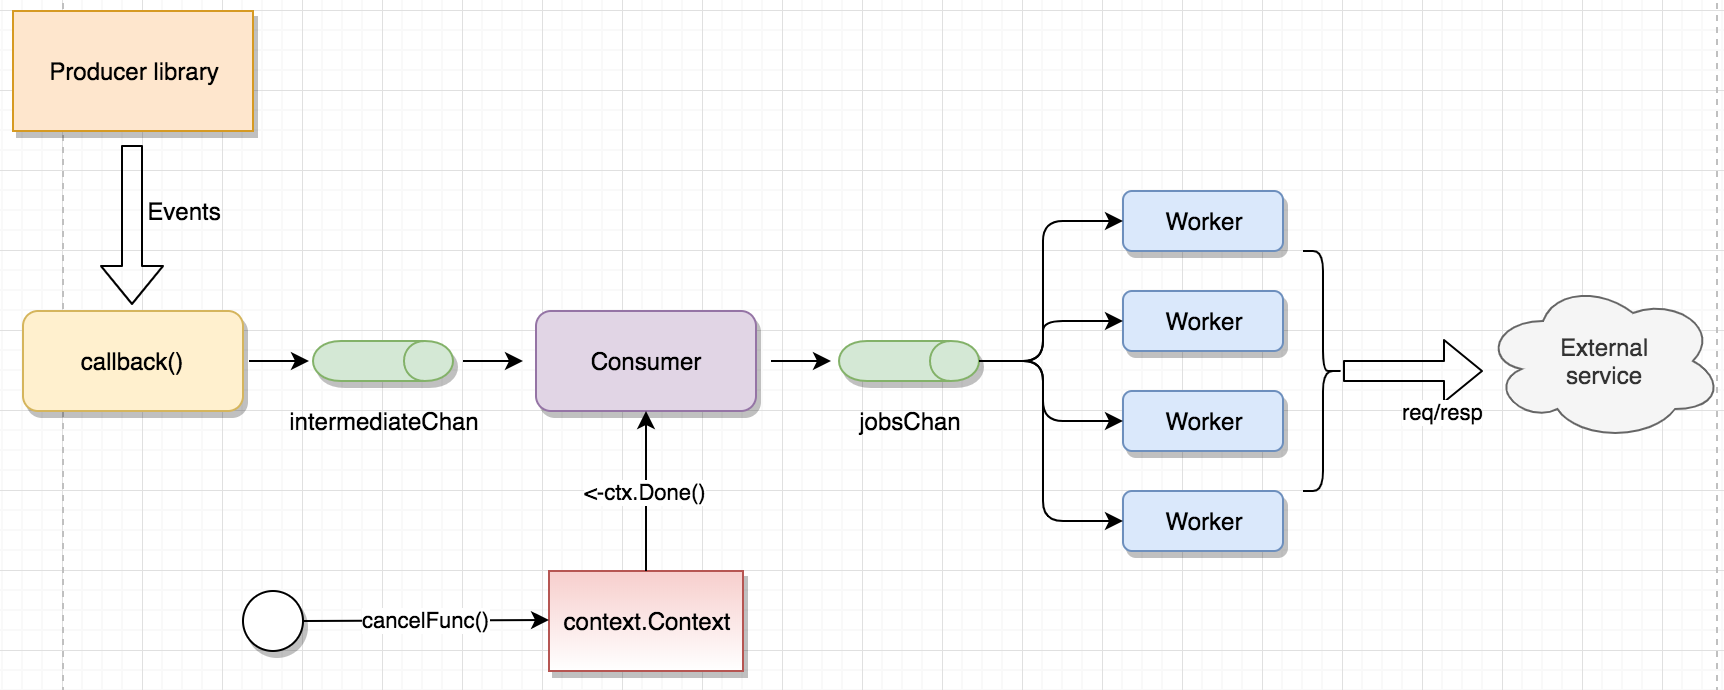 Producer library
Events
callback()
intermediateChan
Consumer
jobsChan
Worker
Worker
Worker
Worker
External
service
req/resp
<-ctx.Done()
cancelFunc()
context.Context